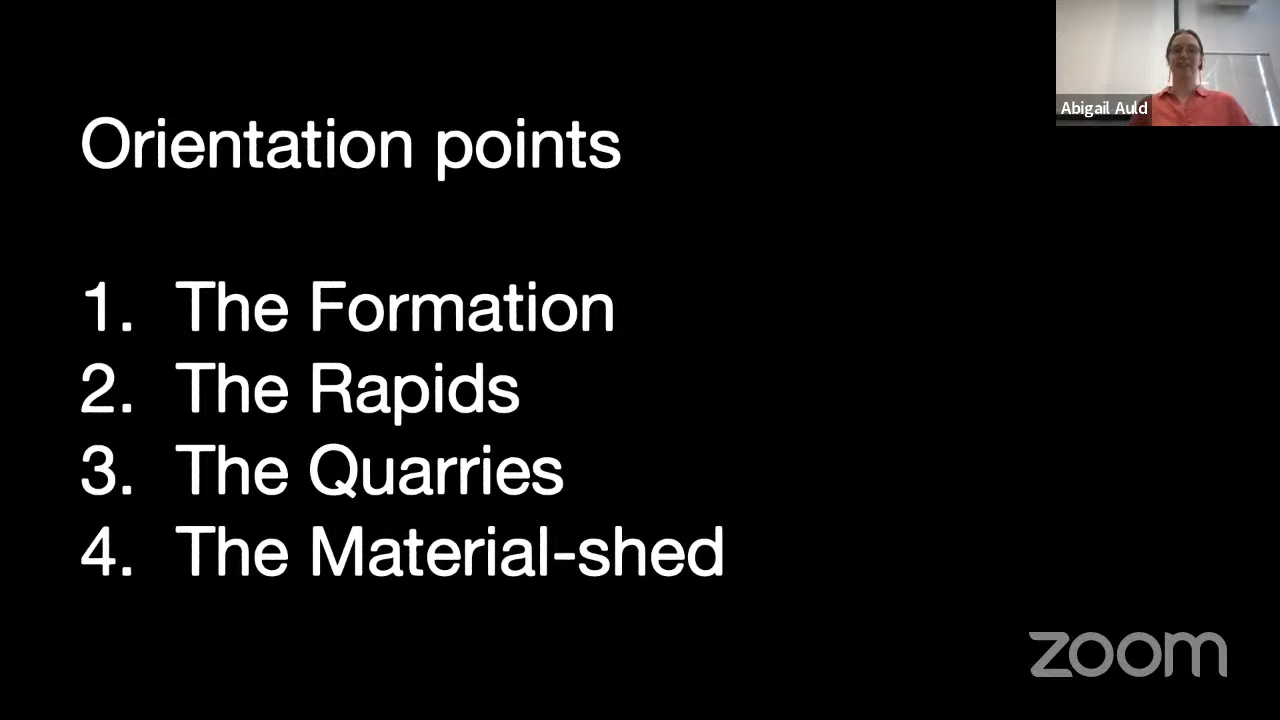 Abigail Auld
Orientation points
1. The Formation
2. The Rapids
3. The Quarries
4. The Material-shed
zoom